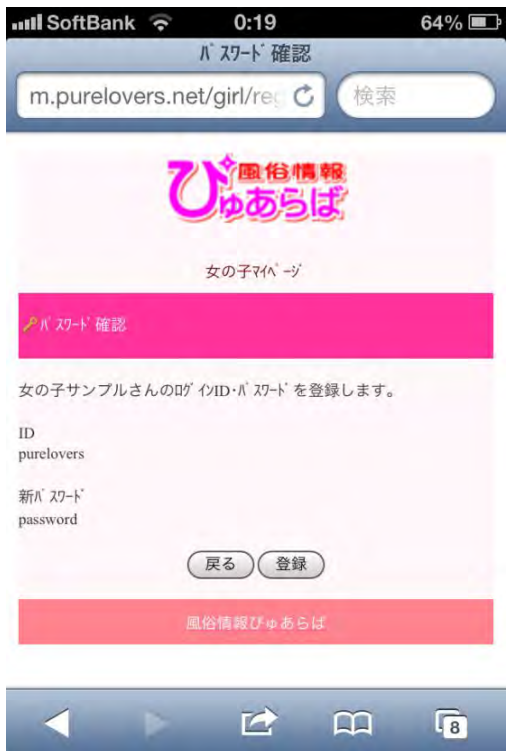 SoftBank 0:19 64%
ﾊﾟｽﾜｰﾄﾞ確認
m.purelovers.net/girl/reg
検索
風俗情報
ぴゅあらば
女の子ﾏｲﾍﾟｰｼﾞ
ﾊﾟｽﾜｰﾄﾞ確認
女の子サンプルさんのﾛｸﾞｲﾝID･ﾊﾟｽﾜｰﾄﾞを登録します。
ID
purelovers
新ﾊﾟｽﾜｰﾄﾞ
password
戻る 登録
風俗情報ぴゅあらば
8